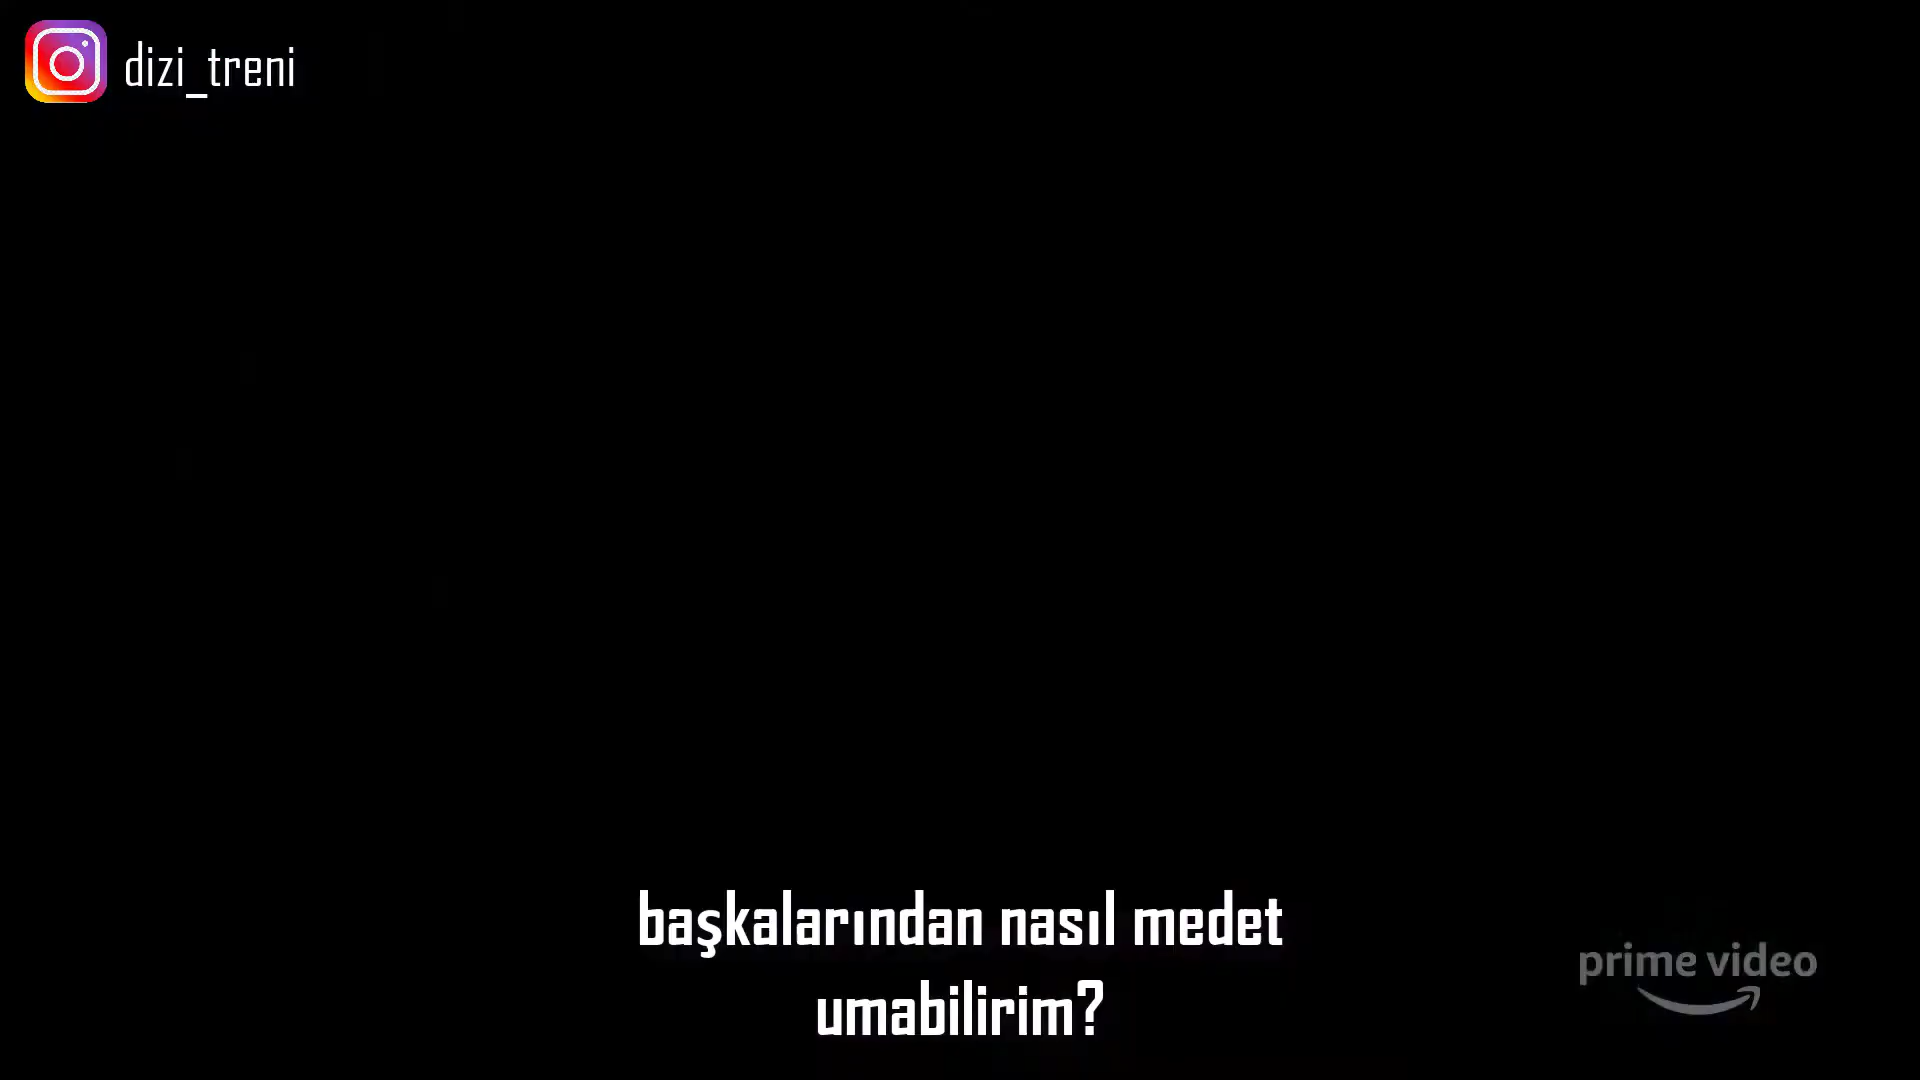 dizi_treni
başkalarından nasıl medet
umabilirim?
prime video